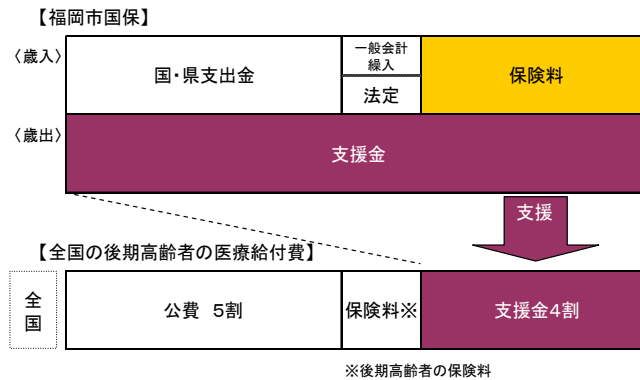 【福岡市国保】
〈歳入〉
国・県支出金
一般会計
繰入
法定
保険料
〈歳出〉
支援金
支援
【全国の後期高齢者の医療給付費】
全
国
公費 5割
保険料※
支援金4割
※後期高齢者の保険料